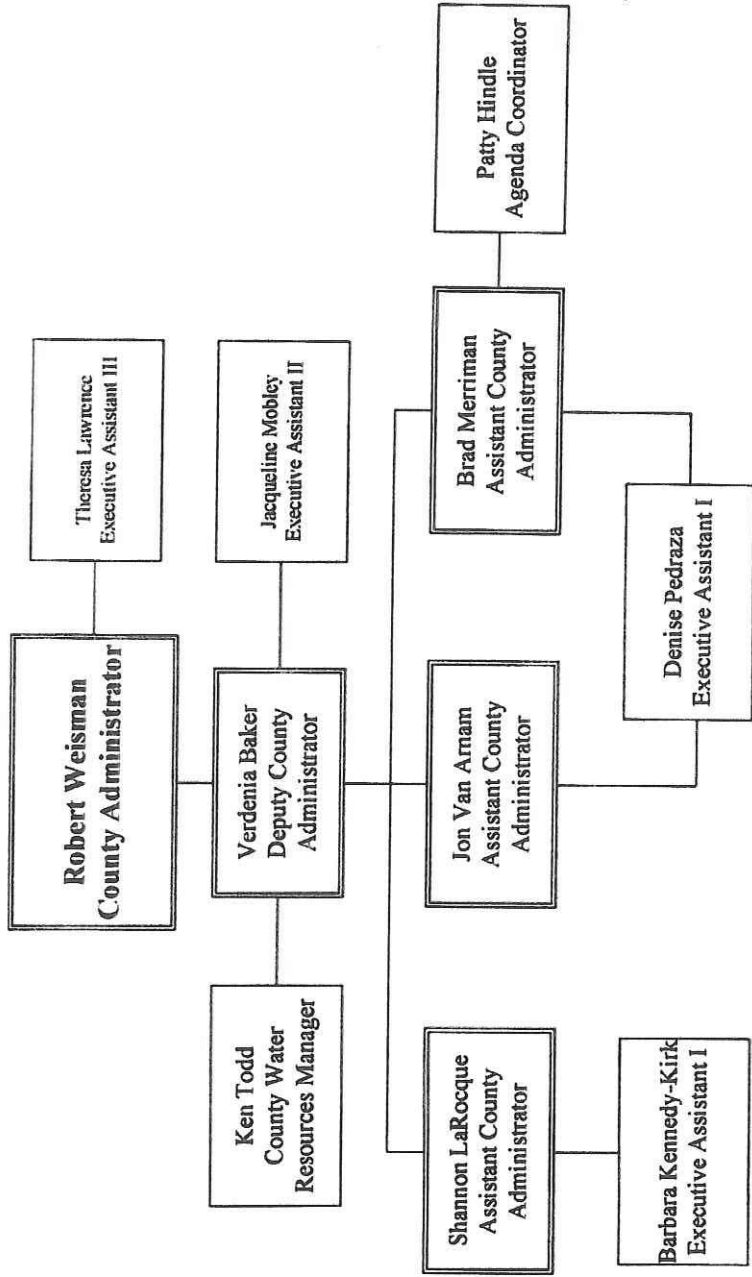 Robert Weisman
County Administrator
Theresa Lawrence
Executive Assistant III
Ken Todd
County Water
Resources Manager
Verdenia Baker
Deputy County
Administrator
Jacqueline Mobley
Executive Assistant II
Shannon LaRocque
Assistant County
Administrator
Jon Van Arnam
Assistant County
Administrator
Brad Merriman
Assistant County
Administrator
Patty Hindle
Agenda Coordinator
Barbara Kennedy-Kirk
Executive Assistant I
Denise Pedraza
Executive Assistant I